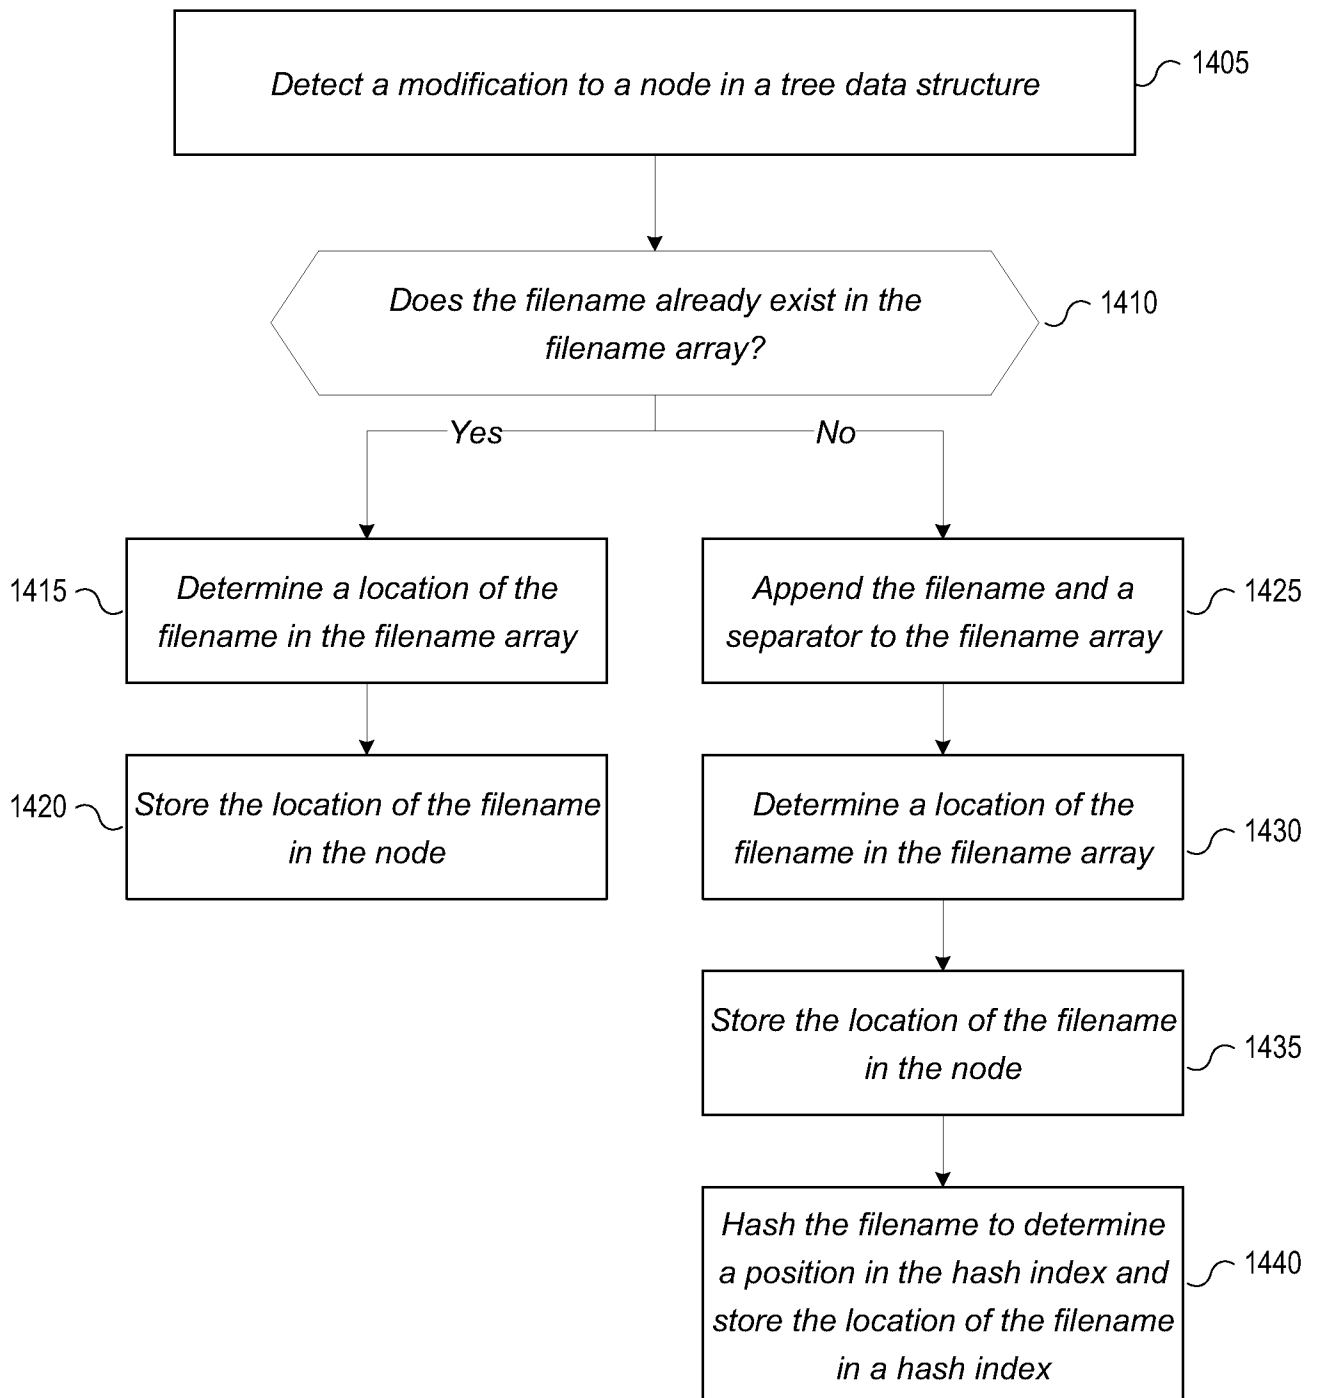 Detect a modification to a node in a tree data structure
1405
Does the filename already exist in the
filename array?
1410
Yes
No
1415
Determine a location of the
filename in the filename array
Append the filename and a
separator to the filename array
1425
1420
Store the location of the filename
in the node
Determine a location of the
filename in the filename array
1430
Store the location of the filename
in the node
1435
Hash the filename to determine
a position in the hash index and
store the location of the filename
in a hash index
1440